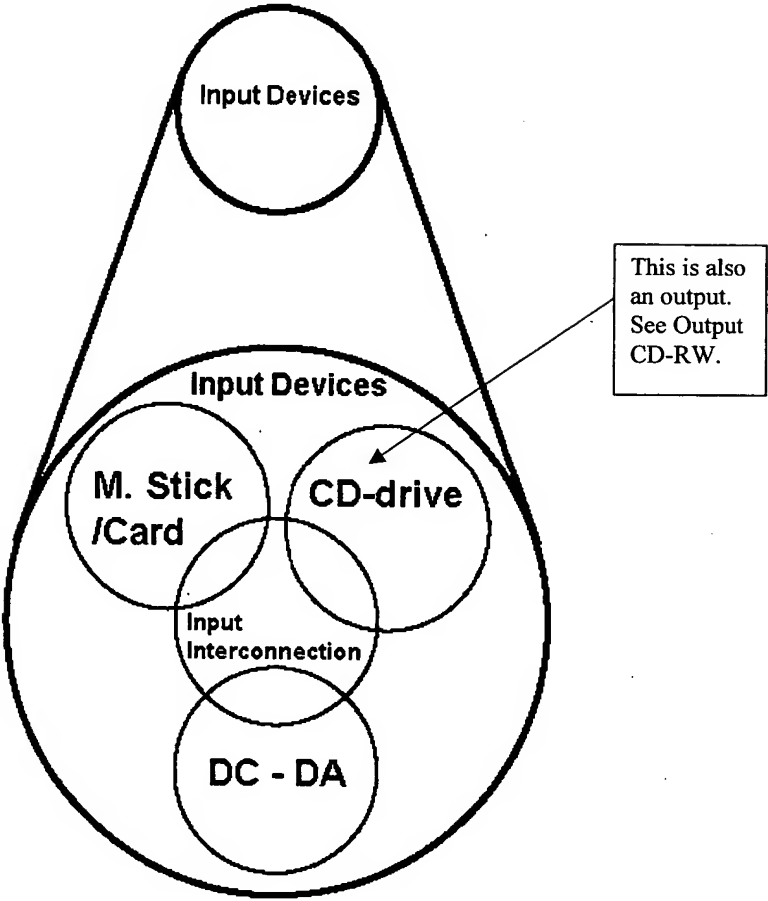 Input Devices
This is also
an output.
See Output
CD-RW.
Input Devices
M. Stick
/Card
CD-drive
Input
Interconnection
DC - DA